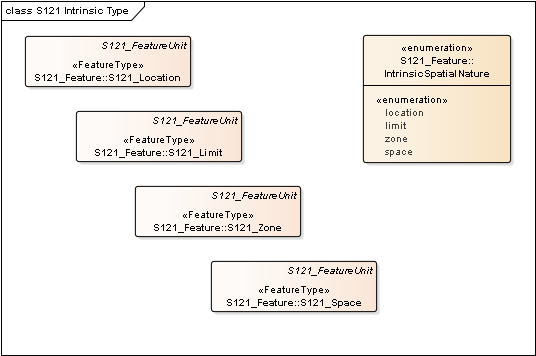 class S121 Intrinsic Type
S121_FeatureUnit
«FeatureType»
S121_Feature::S121_Location
S121_FeatureUnit
«FeatureType»
S121_Feature::S121_Limit
S121_FeatureUnit
«FeatureType»
S121_Feature::S121_Zone
S121_FeatureUnit
«FeatureType»
S121_Feature::S121_Space
«enumeration»
S121_Feature::
IntrinsicSpatialNature
«enumeration»
location
limit
zone
space